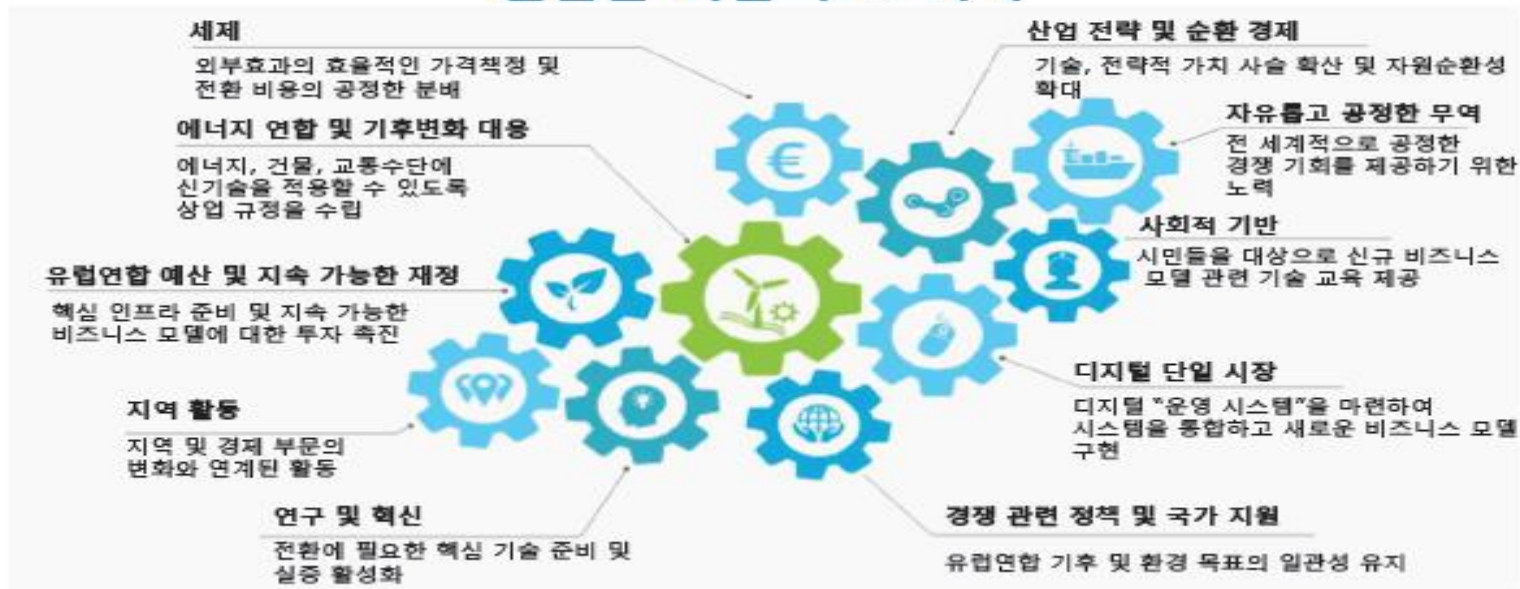 세제
외부효과의 효율적인 가격책정 및
전환 비용의 공정한 분배
에너지 연합 및 기후변화 대응
에너지, 건물, 교통수단에
신기술을 적용할 수 있도록
상업 규정을 수립
유럽연합 예산 및 지속 가능한 재정
핵심 인프라 준비 및 지속 가능한
비즈니스 모델에 대한 투자 촉진
지역 활동
지역 및 경제 부문의
변화와 연계된 활동
연구 및 혁신
전환에 필요한 핵심 기술 준비 및
실증 활성화
산업 전략 및 순환 경제
기술, 전략적 가치 사슬 확산 및 자원순환성
확대
자유롭고 공정한 무역
전 세계적으로 공정한
경쟁 기회를 제공하기 위한
노력
사회적 기반
시민들을 대상으로 신규 비즈니스
모델 관련 기술 교육 제공
디지털 단일 시장
디지털 “운영 시스템”을 마련하여
시스템을 통합하고 새로운 비즈니스 모델
구현
경쟁 관련 정책 및 국가 지원
유럽연합 기후 및 환경 목표의 일관성 유지
€